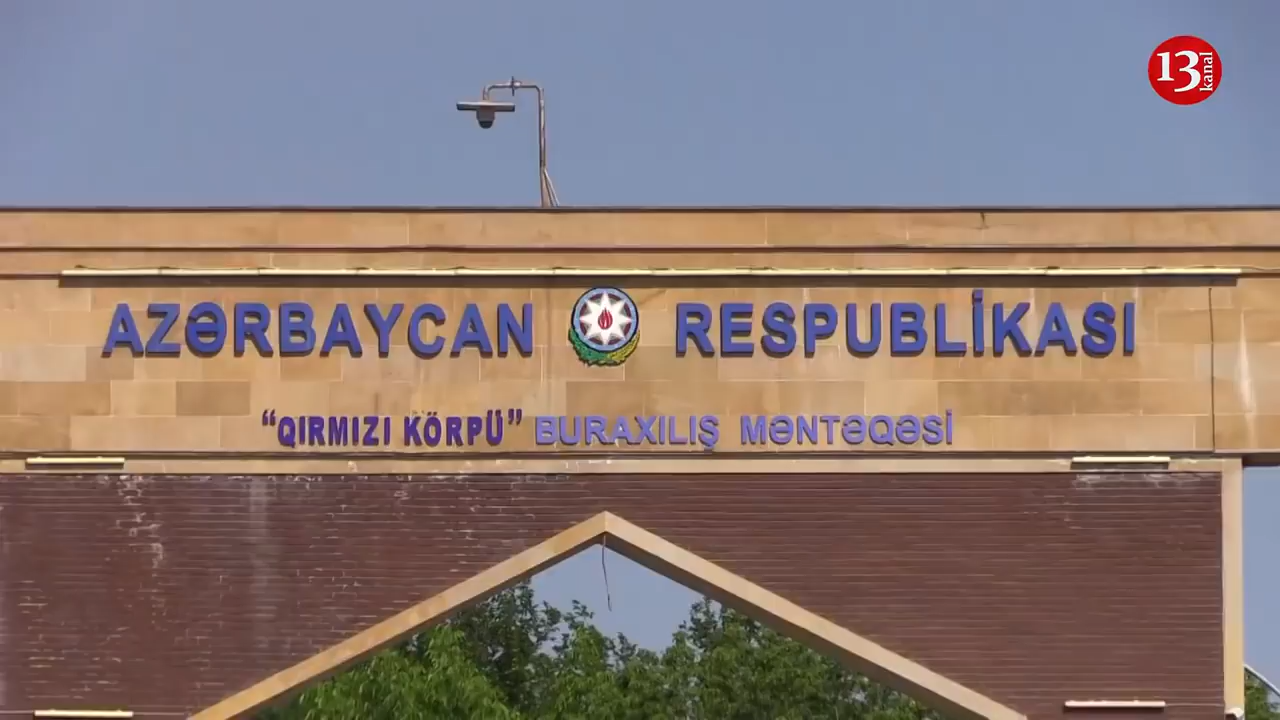 13 kanal
AZƏRBAYCAN RESPUBLİKASI
“QIRMIZI KÖRPÜ” BURAXILIŞ MƏNTƏQƏSİ